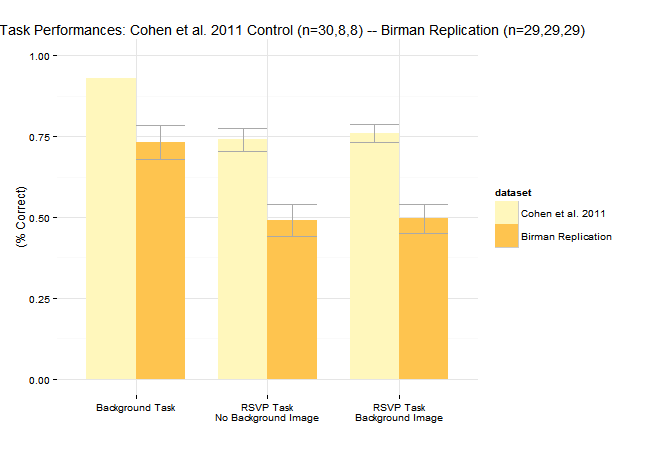 Task Performances: Cohen et al. 2011 Control (n=30,8,8) -- Birman Replication (n=29,29,29)
1.00
0.75
0.50
0.25
0.00
(% Correct)
Background Task
RSVP Task
No Background Image
RSVP Task
Background Image
dataset
Cohen et al. 2011
Birman Replication